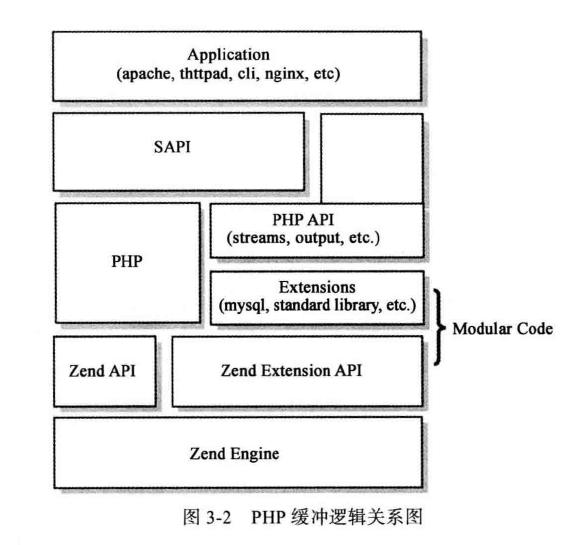 Application
(apache, thttpad, cli, nginx, etc)
SAPI
PHP API
(streams, output, etc.)
PHP
Extensions
(mysql, standard library, etc.)
Modular Code
Zend API
Zend Extension API
Zend Engine
图 3-2 PHP 缓冲逻辑关系图